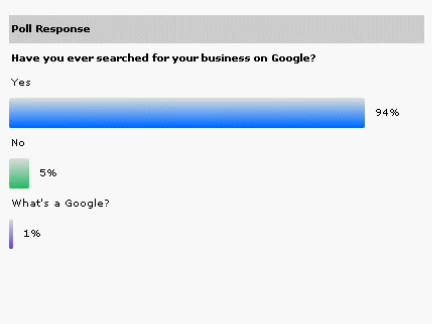 Poll Response
Have you ever searched for your business on Google?
Yes
94%
No
5%
What's a Google?
1%